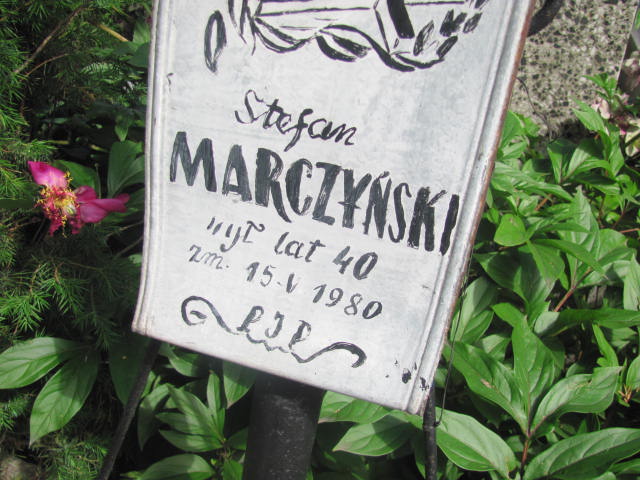 Stefan
MARCZYŃSKI
żył lat 40
zm. 15.V 1980
R I P